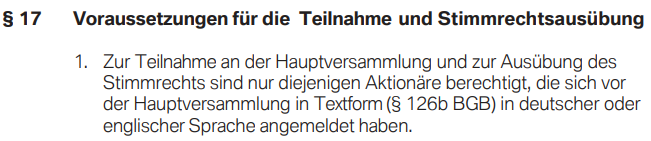 § 17 Voraussetzungen für die Teilnahme und Stimmrechtsausübung
1. Zur Teilnahme an der Hauptversammlung und zur Ausübung des
Stimmrechts sind nur diejenigen Aktionäre berechtigt, die sich vor
der Hauptversammlung in Textform (§ 126b BGB) in deutscher oder
englischer Sprache angemeldet haben.